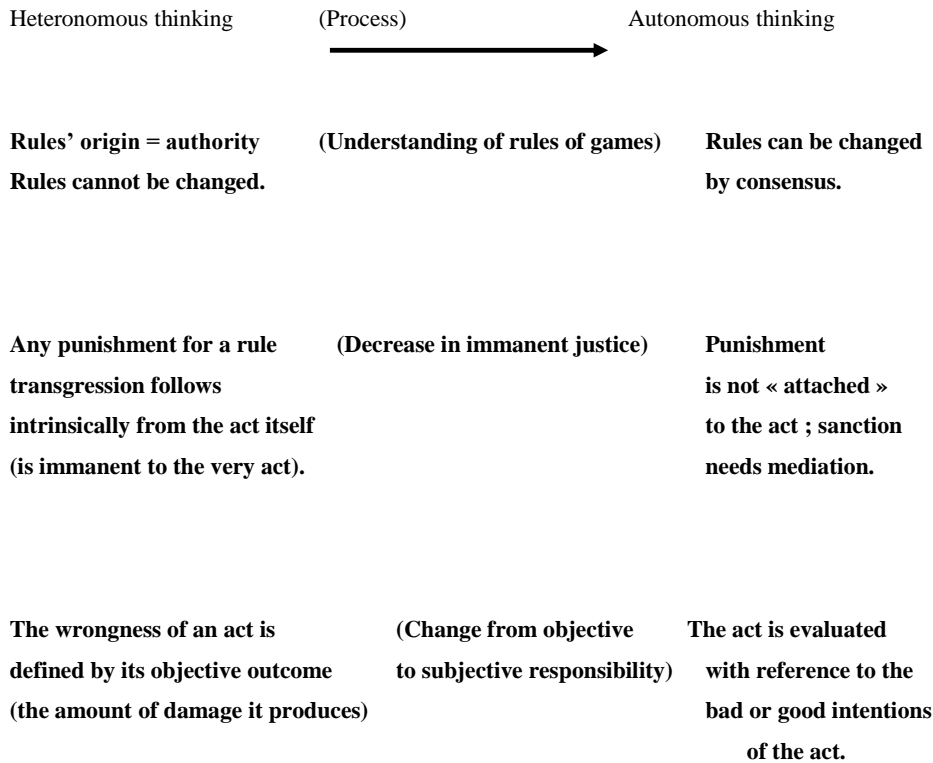 Heteronomous thinking (Process) Autonomous thinking
Rules’ origin = authority (Understanding of rules of games) Rules can be changed
Rules cannot be changed. by consensus.
Any punishment for a rule (Decrease in immanent justice) Punishment
transgression follows is not « attached »
intrinsically from the act itself to the act ; sanction
(is immanent to the very act). needs mediation.
The wrongness of an act is (Change from objective The act is evaluated
defined by its objective outcome to subjective responsibility) with reference to the
(the amount of damage it produces) bad or good intentions
of the act.